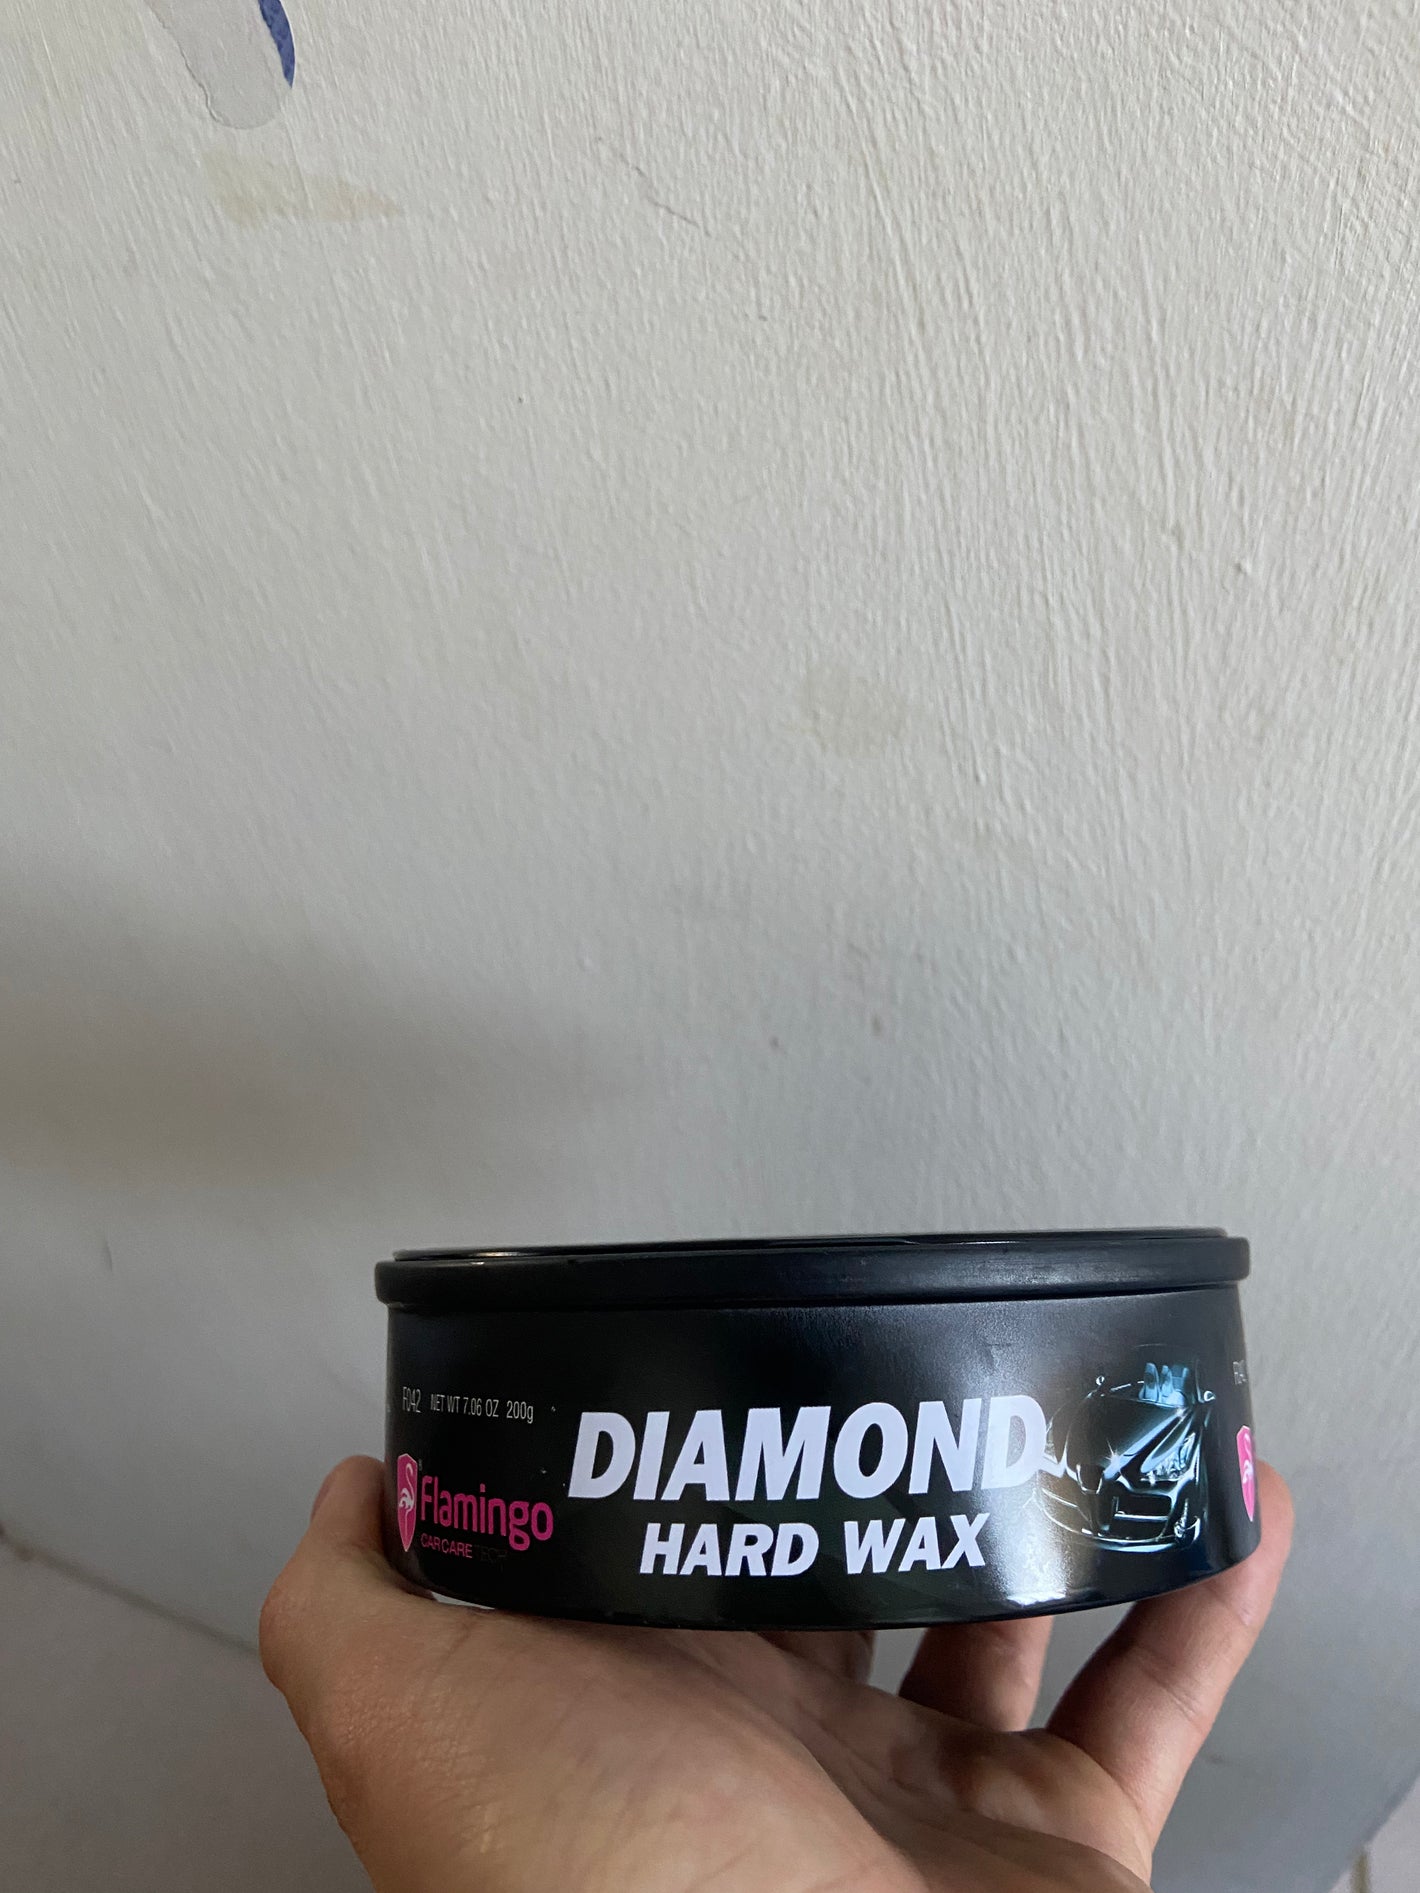 F042 NET WT 7.06 OZ 200g
Flamingo
CAR CARE TECH
DIAMOND
HARD WAX